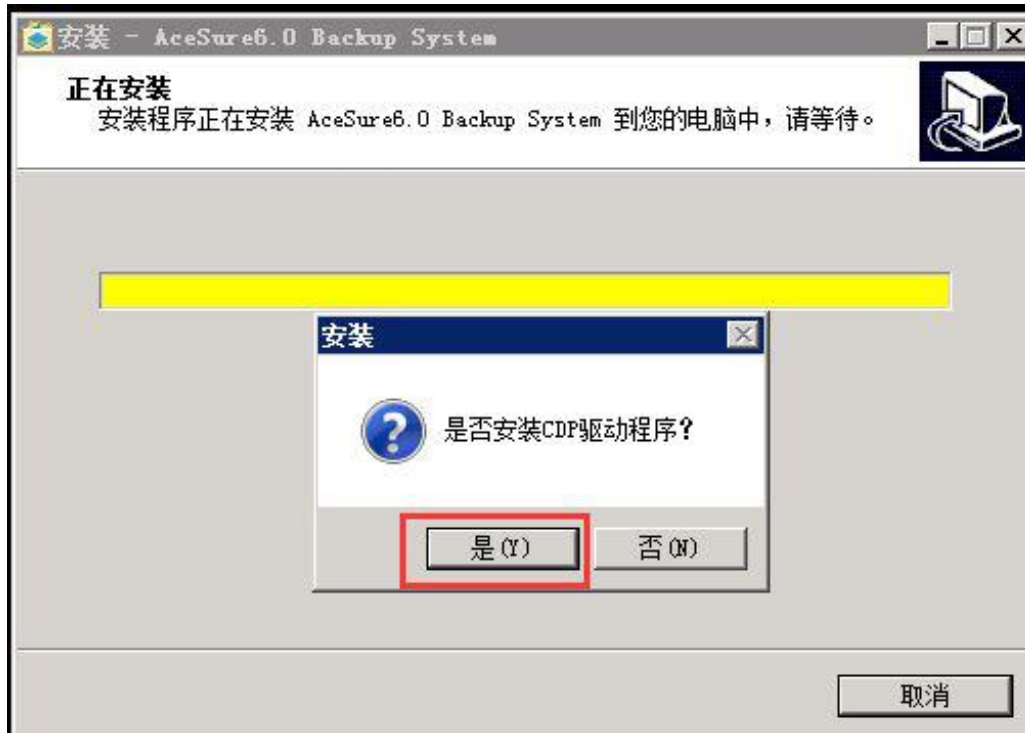 安装 - AceSure6.0 Backup System
正在安装
安装程序正在安装 AceSure6.0 Backup System 到您的电脑中，请等待。
安装
是否安装CDP驱动程序?
是(Y)
否(N)
取消